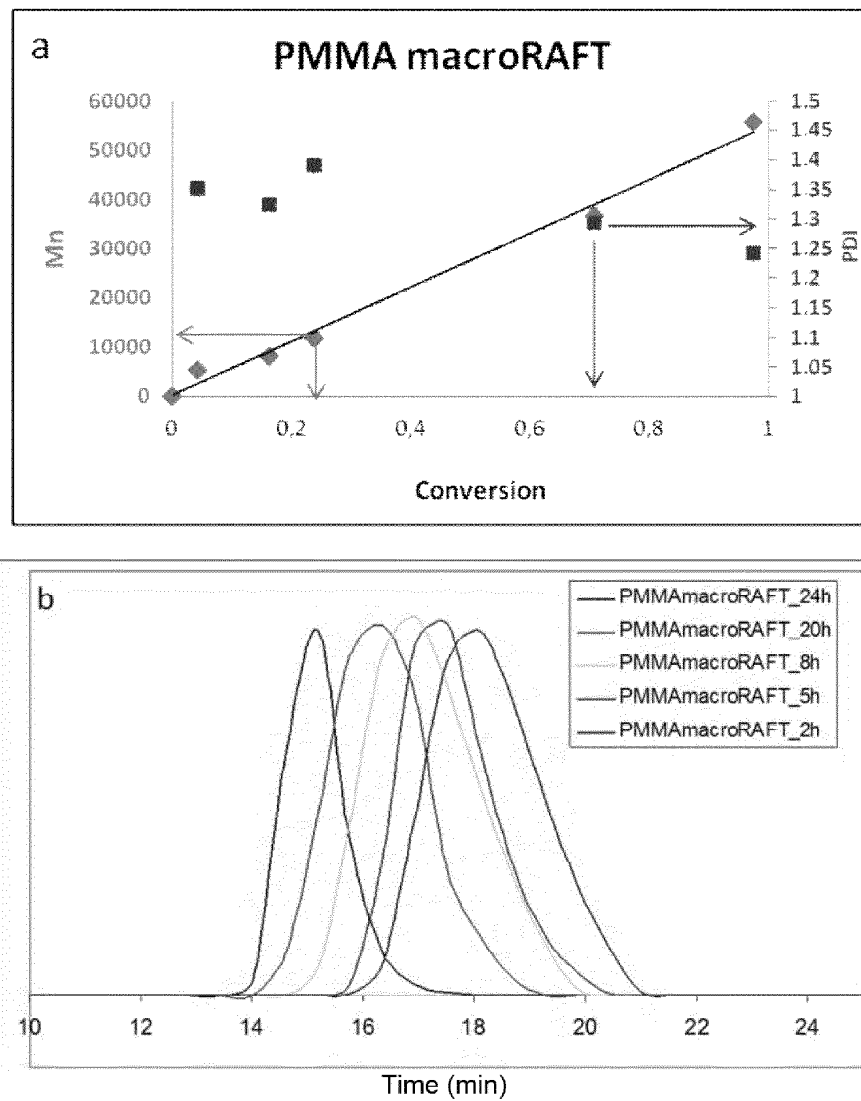 a
PMMA macroRAFT
60000
50000
40000
30000
20000
10000
0
Mn
1.5
1.45
1.4
1.35
1.3
1.25
1.2
1.15
1.1
1.05
1
PDI
0 0,2 0,4 0,6 0,8 1
Conversion
b
PMMAmacroRAFT_24h
PMMAmacroRAFT_20h
PMMAmacroRAFT_8h
PMMAmacroRAFT_5h
PMMAmacroRAFT_2h
10 12 14 16 18 20 22 24
Time (min)